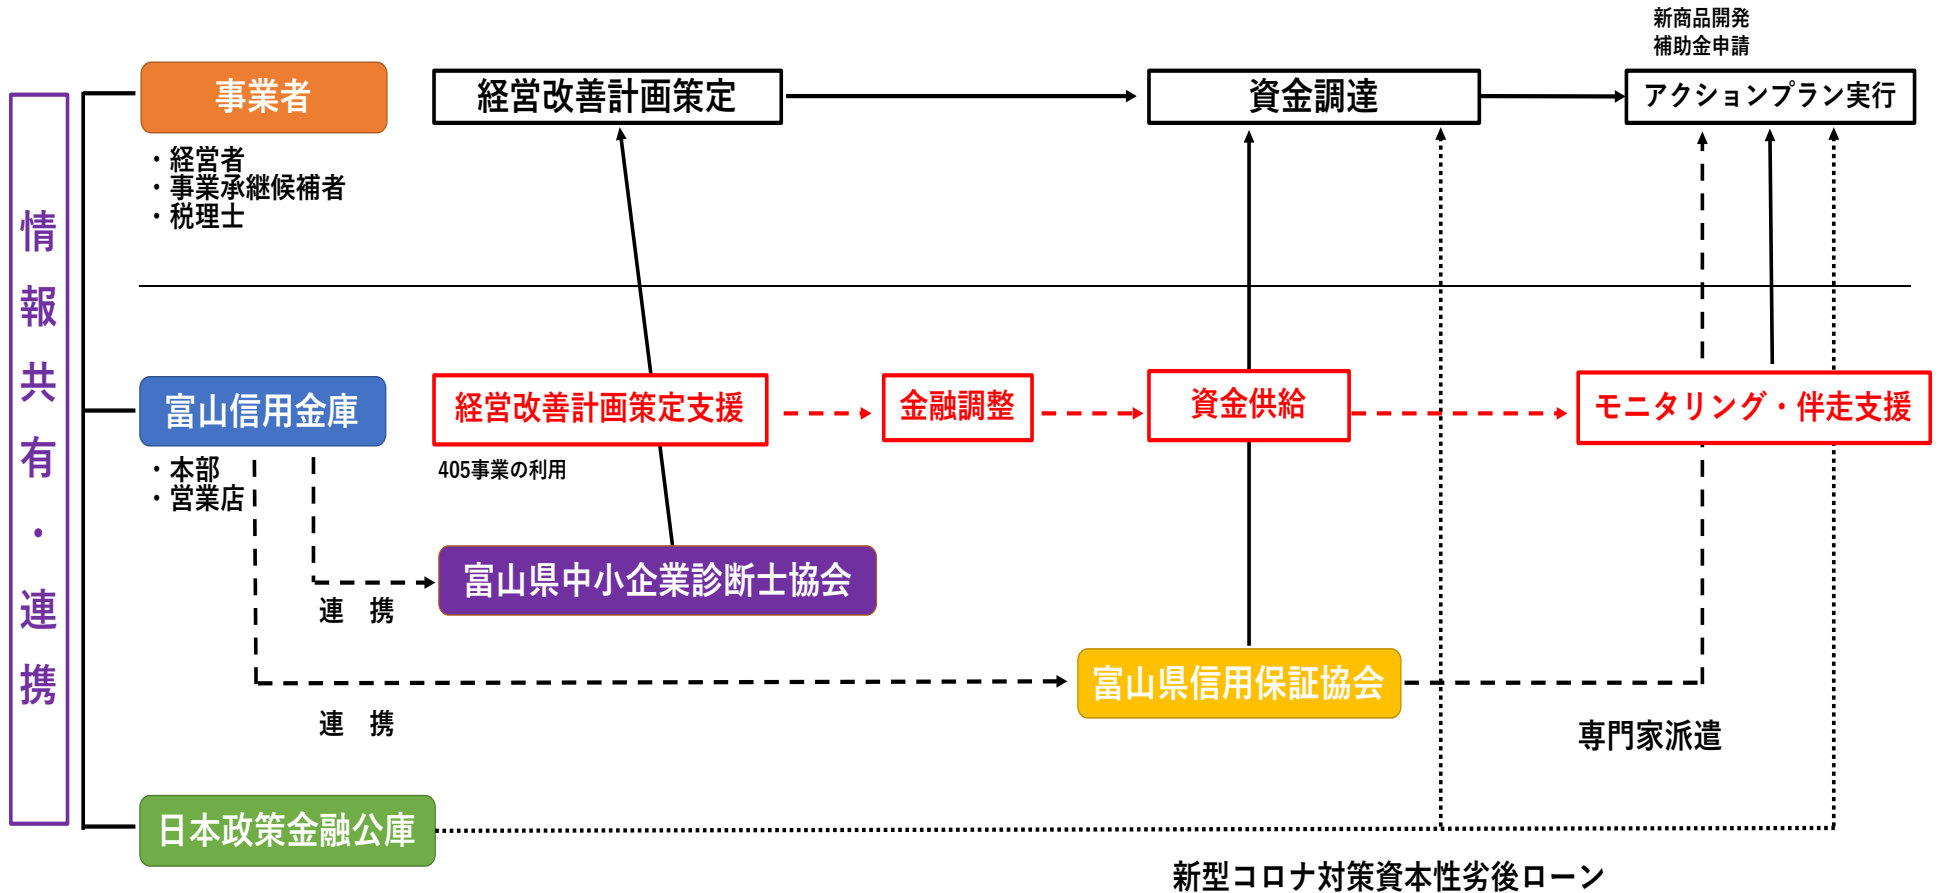 新商品開発
補助金申請
事業者
経営改善計画策定
資金調達
アクションプラン実行
・経営者
・事業承継候補者
・税理士
情報共有・連携
富山信用金庫
経営改善計画策定支援
金融調整
資金供給
モニタリング・伴走支援
・本部
・営業店
405事業の利用
富山県中小企業診断士協会
連 携
富山県信用保証協会
連 携
専門家派遣
日本政策金融公庫
新型コロナ対策資本性劣後ローン